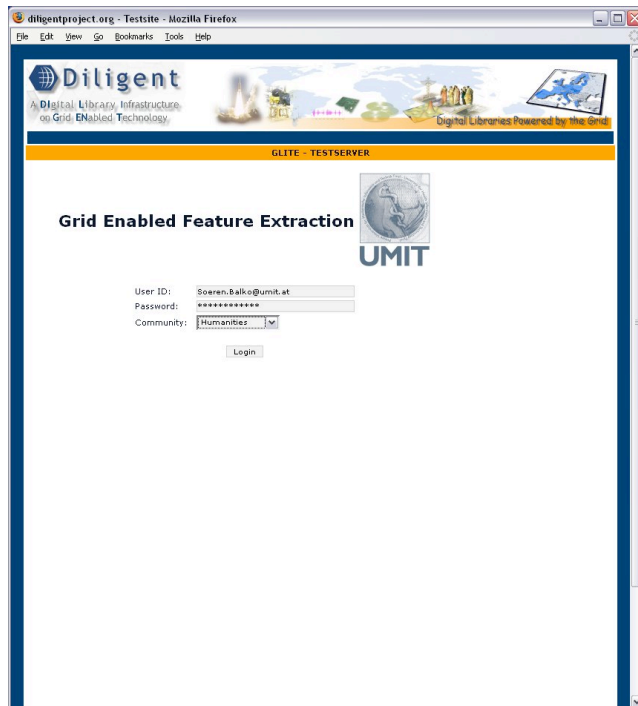 diligentproject.org - Testsite - Mozilla Firefox
File Edit View Go Bookmarks Tools Help
Diligent
A DIgital Library Infrastructure
on Grid ENabled Technology
Digital Libraries Powered by the Grid
GLITE - TESTSERVER
Grid Enabled Feature Extraction
UMIT
User ID: Soeren.Balko@umit.at
Password: ************
Community: Humanities
Login